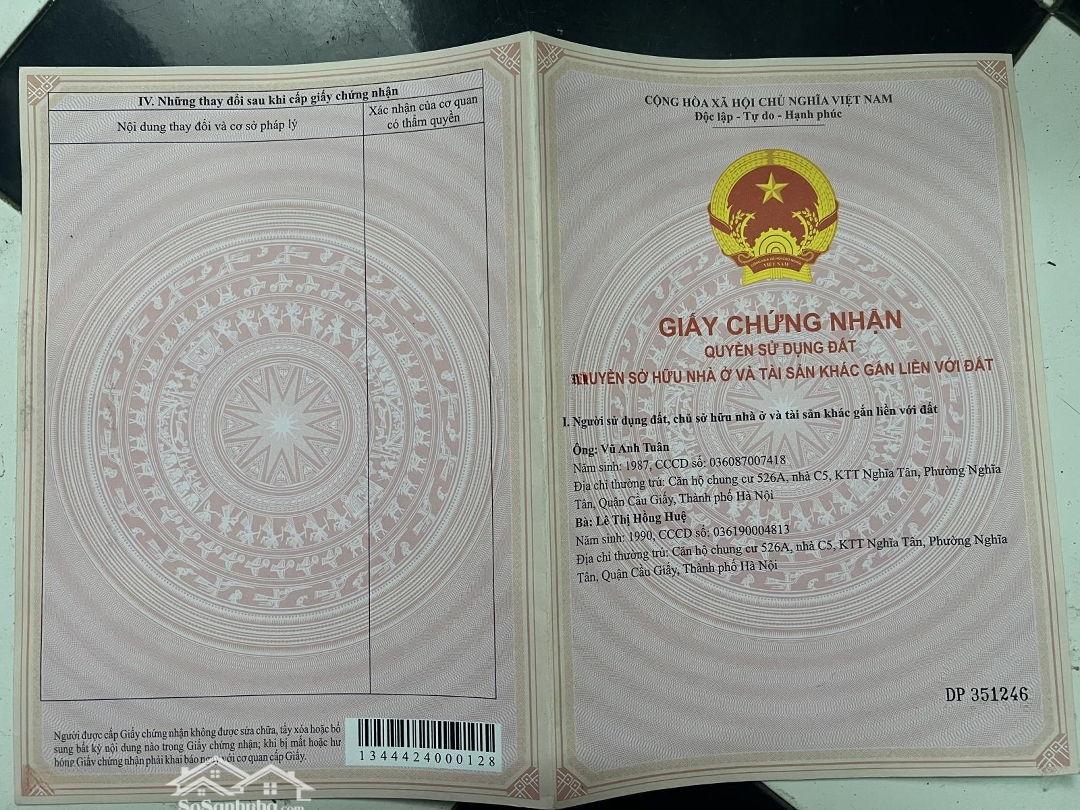 IV. Những thay đổi sau khi cấp giấy chứng nhận
Nội dung thay đổi và cơ sở pháp lý
Xác nhận của cơ quan
có thẩm quyền
Người được cấp Giấy chứng nhận không được sửa chữa, tẩy xóa hoặc bổ
sung bất kỳ nội dung nào trong Giấy chứng nhận; khi bị mất hoặc hư
hỏng Giấy chứng nhận phải khai báo ngay với cơ quan cấp Giấy.
1344424000128
SoSanhnha.com
CỘNG HÒA XÃ HỘI CHỦ NGHĨA VIỆT NAM
Độc lập - Tự do - Hạnh phúc
VIỆT NAM
GIẤY CHỨNG NHẬN
QUYỀN SỬ DỤNG ĐẤT
QUYỀN SỞ HỮU NHÀ Ở VÀ TÀI SẢN KHÁC GẮN LIỀN VỚI ĐẤT
I. Người sử dụng đất, chủ sở hữu nhà ở và tài sản khác gắn liền với đất
Ông: Vũ Anh Tuân
Năm sinh: 1987, CCCD số: 036087007418
Địa chỉ thường trú: Căn hộ chung cư 526A, nhà C5, KTT Nghĩa Tân, Phường Nghĩa
Tân, Quận Cầu Giấy, Thành phố Hà Nội
Bà: Lê Thị Hồng Huệ
Năm sinh: 1990, CCCD số: 036190004813
Địa chỉ thường trú: Căn hộ chung cư 526A, nhà C5, KTT Nghĩa Tân, Phường Nghĩa
Tân, Quận Cầu Giấy, Thành phố Hà Nội
DP 351246